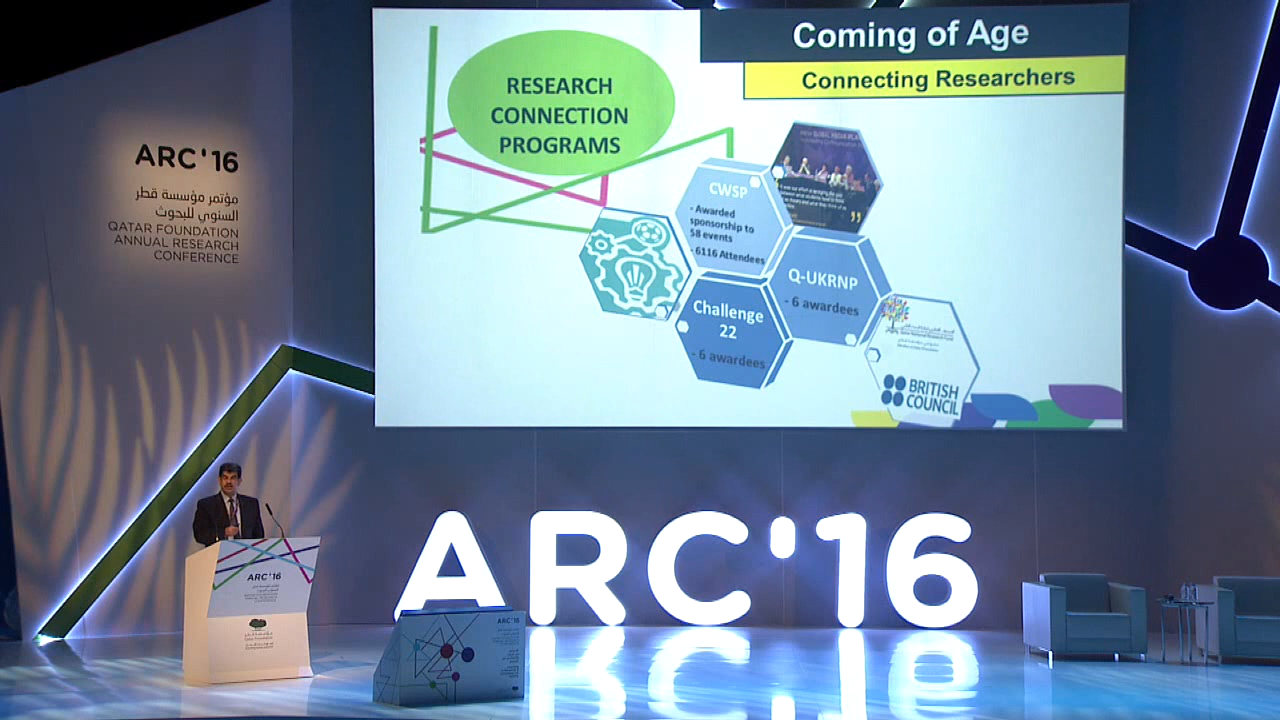 Coming of Age
Connecting Researchers
RESEARCH
CONNECTION
PROGRAMS
CWSP
- Awarded
sponsorship to
58 events
- 6116 Attendees
Q-UKRNP
- 6 awardees
Challenge
22
- 6 awardees
BRITISH
COUNCIL
ARC'16
مؤتمر مؤسسة قطر
السنوي للبحوث
QATAR FOUNDATION
ANNUAL RESEARCH
CONFERENCE
ARC'16
ARC'16
ARC'16